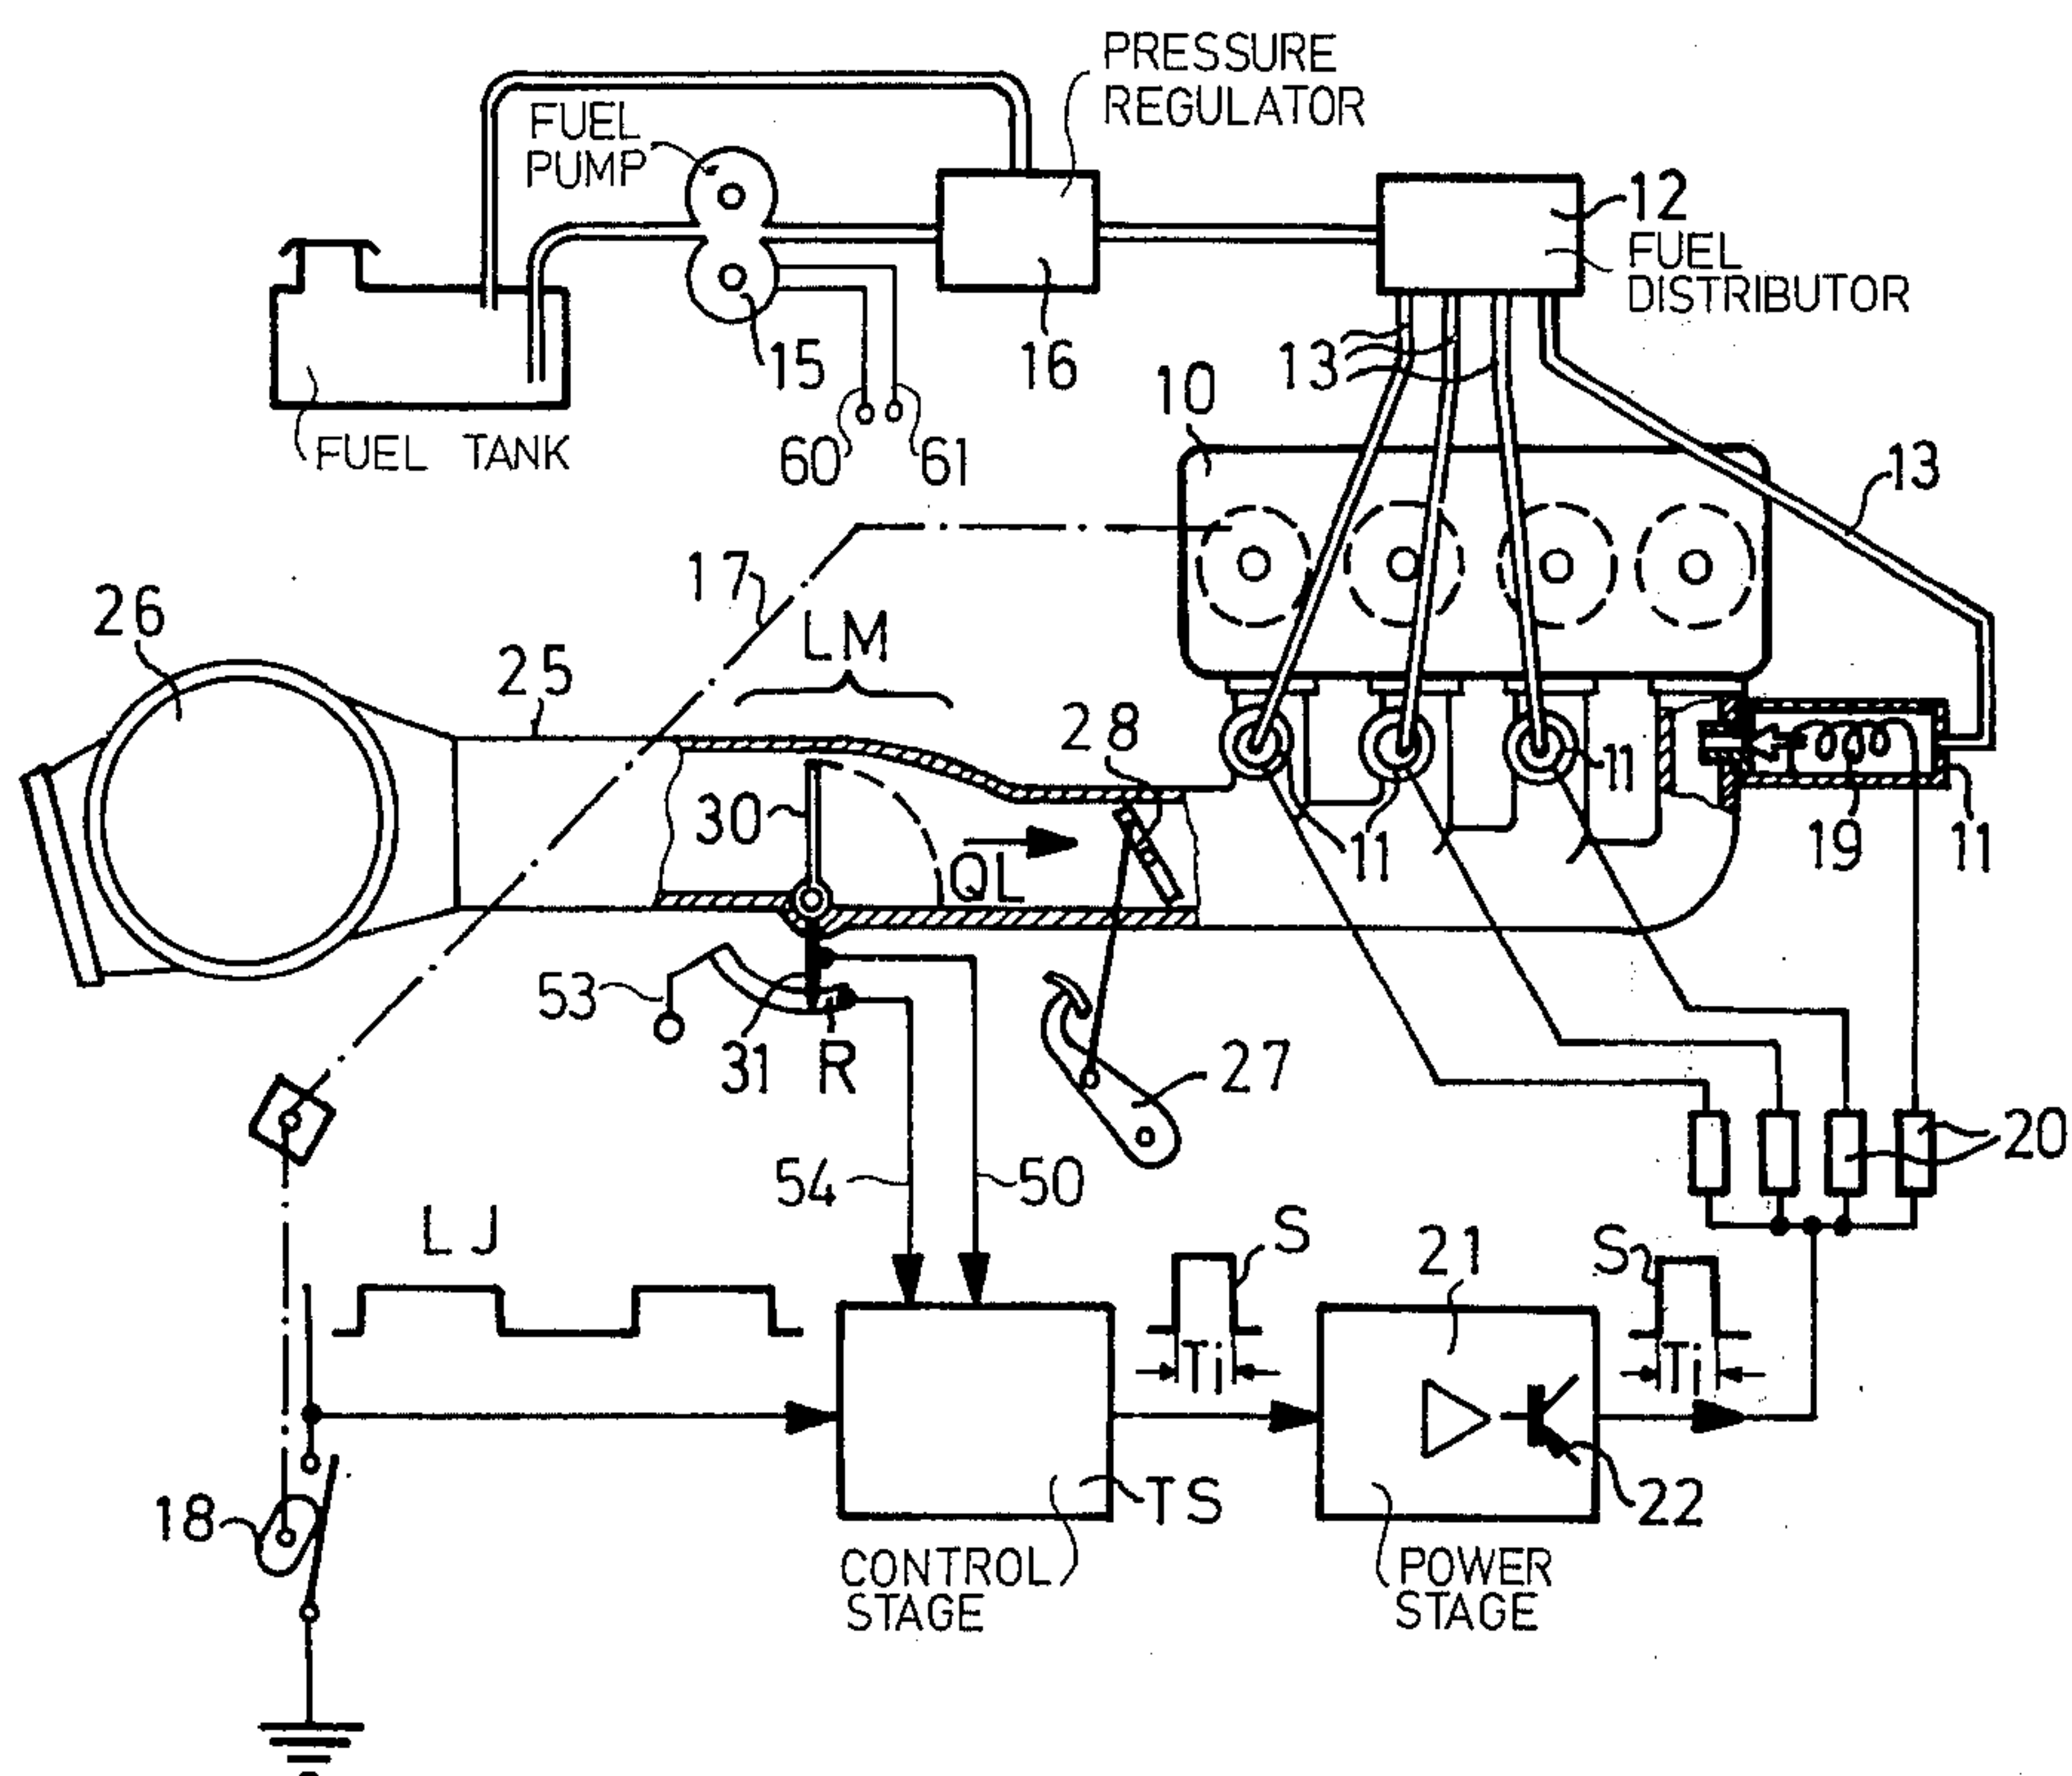 PRESSURE
REGULATOR
FUEL
PUMP
12
FUEL
DISTRIBUTOR
15
16
13
10
FUEL TANK
60
61
13
17
26
LM
25
28
11
30
QL
11
19
11
53
31
R
27
54
50
20
LJ
S
21
S
Ti
Ti
TS
22
18
CONTROL
STAGE
POWER
STAGE